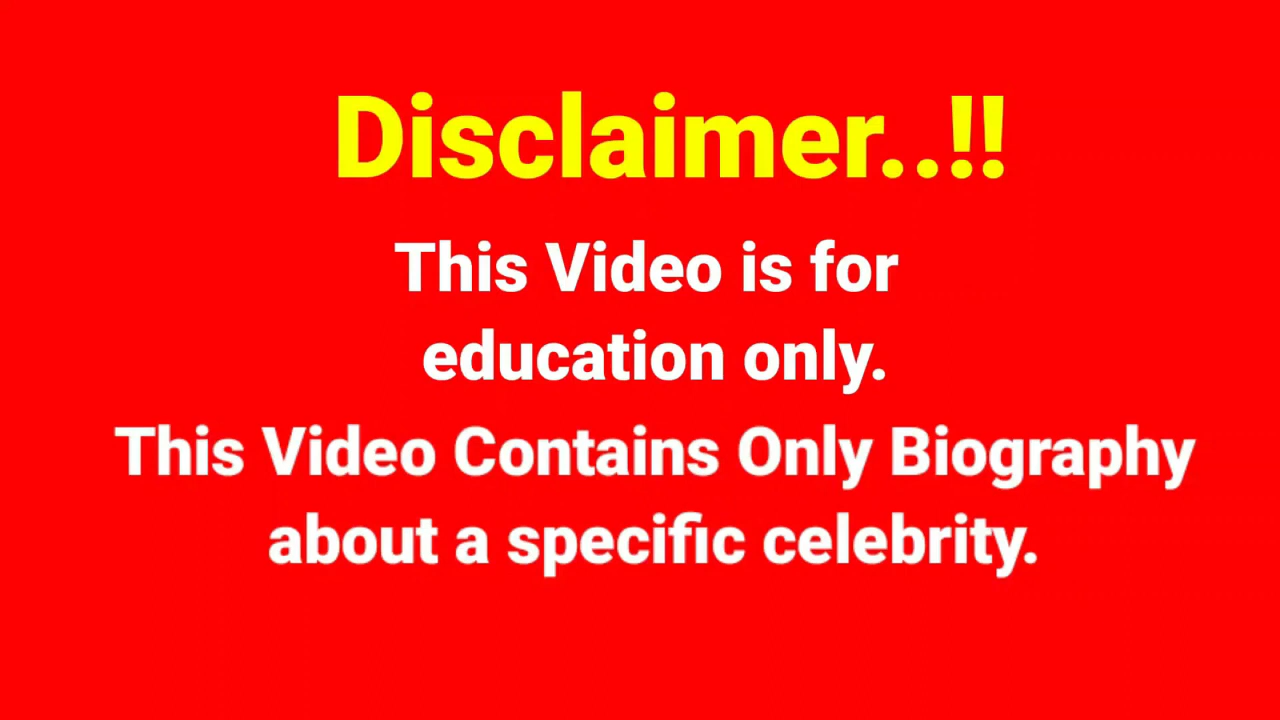 Disclaimer..!!
This Video is for
education only.
This Video Contains Only Biography
about a specific celebrity.